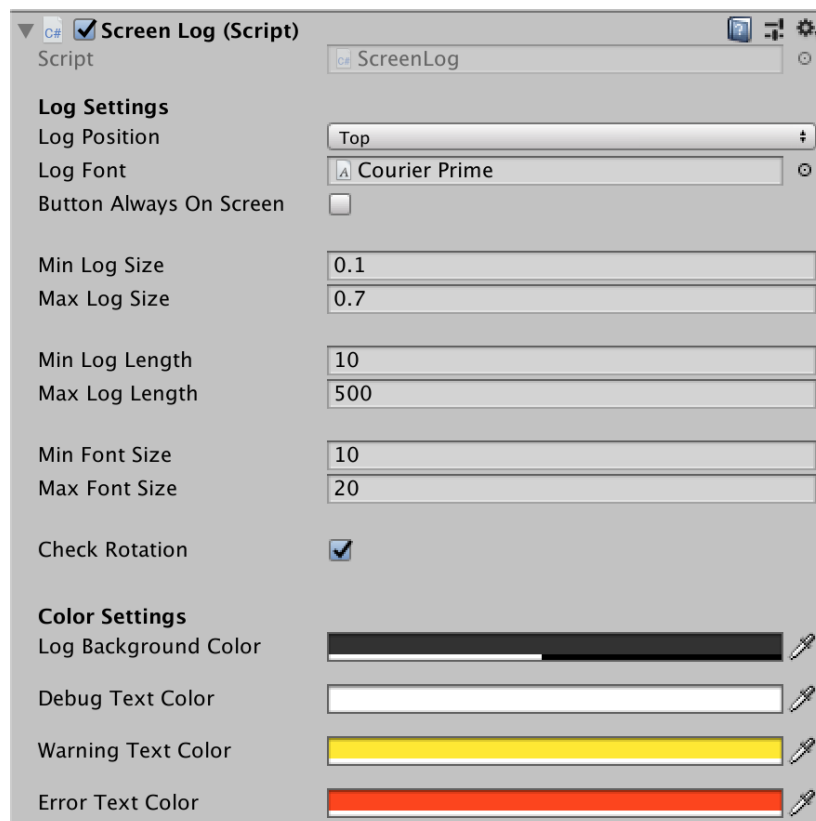 C# Screen Log (Script)
Script C# ScreenLog
Log Settings
Log Position Top
Log Font A Courier Prime
Button Always On Screen
Min Log Size 0.1
Max Log Size 0.7
Min Log Length 10
Max Log Length 500
Min Font Size 10
Max Font Size 20
Check Rotation
Color Settings
Log Background Color
Debug Text Color
Warning Text Color
Error Text Color